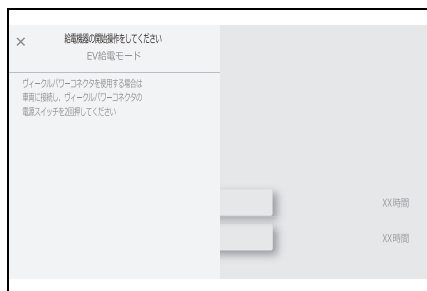 ×
給電機器の開始操作をしてください
EV給電モード
ヴィークルパワーコネクタを使用する場合は
車両に接続し、ヴィークルパワーコネクタの
電源スイッチを2回押してください
XX時間
XX時間